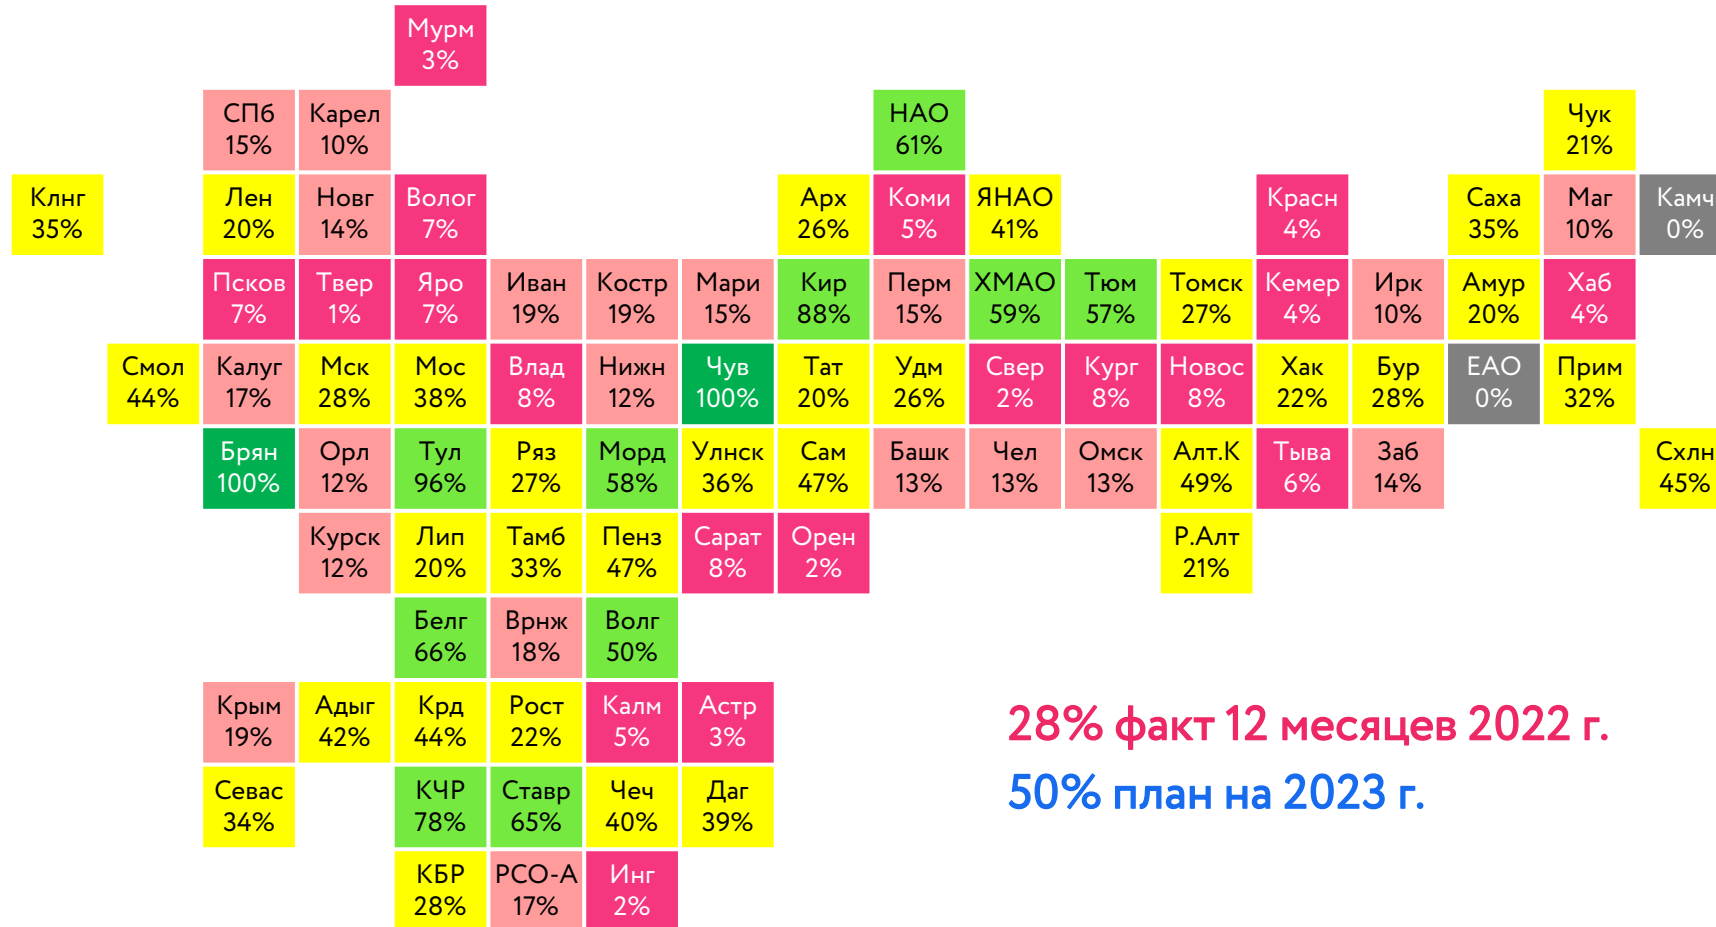 Мурм
3%
СПб
15%
Карел
10%
НАО
61%
Чук
21%
Клнг
35%
Лен
20%
Новг
14%
Волог
7%
Арх
26%
Коми
5%
ЯНАО
41%
Красн
4%
Саха
35%
Маг
10%
Камч
0%
Псков
7%
Твер
1%
Яро
7%
Иван
19%
Костр
19%
Мари
15%
Кир
88%
Перм
15%
ХМАО
59%
Тюм
57%
Томск
27%
Кемер
4%
Ирк
10%
Амур
20%
Хаб
4%
Смол
44%
Калуг
17%
Мск
28%
Мос
38%
Влад
8%
Нижн
12%
Чув
100%
Тат
20%
Удм
26%
Свер
2%
Кург
8%
Новос
8%
Хак
22%
Бур
28%
ЕАО
0%
Прим
32%
Брян
100%
Орл
12%
Тул
96%
Ряз
27%
Морд
58%
Улнск
36%
Сам
47%
Башк
13%
Чел
13%
Омск
13%
Алт.К
49%
Тыва
6%
Заб
14%
Схлн
45%
Курск
12%
Лип
20%
Тамб
33%
Пенз
47%
Сарат
8%
Орен
2%
Р.Алт
21%
Белг
66%
Врнж
18%
Волг
50%
Крым
19%
Адыг
42%
Крд
44%
Рост
22%
Калм
5%
Астр
3%
28% факт 12 месяцев 2022 г.
50% план на 2023 г.
Севас
34%
КЧР
78%
Ставр
65%
Чеч
40%
Даг
39%
КБР
28%
РСО-А
17%
Инг
2%